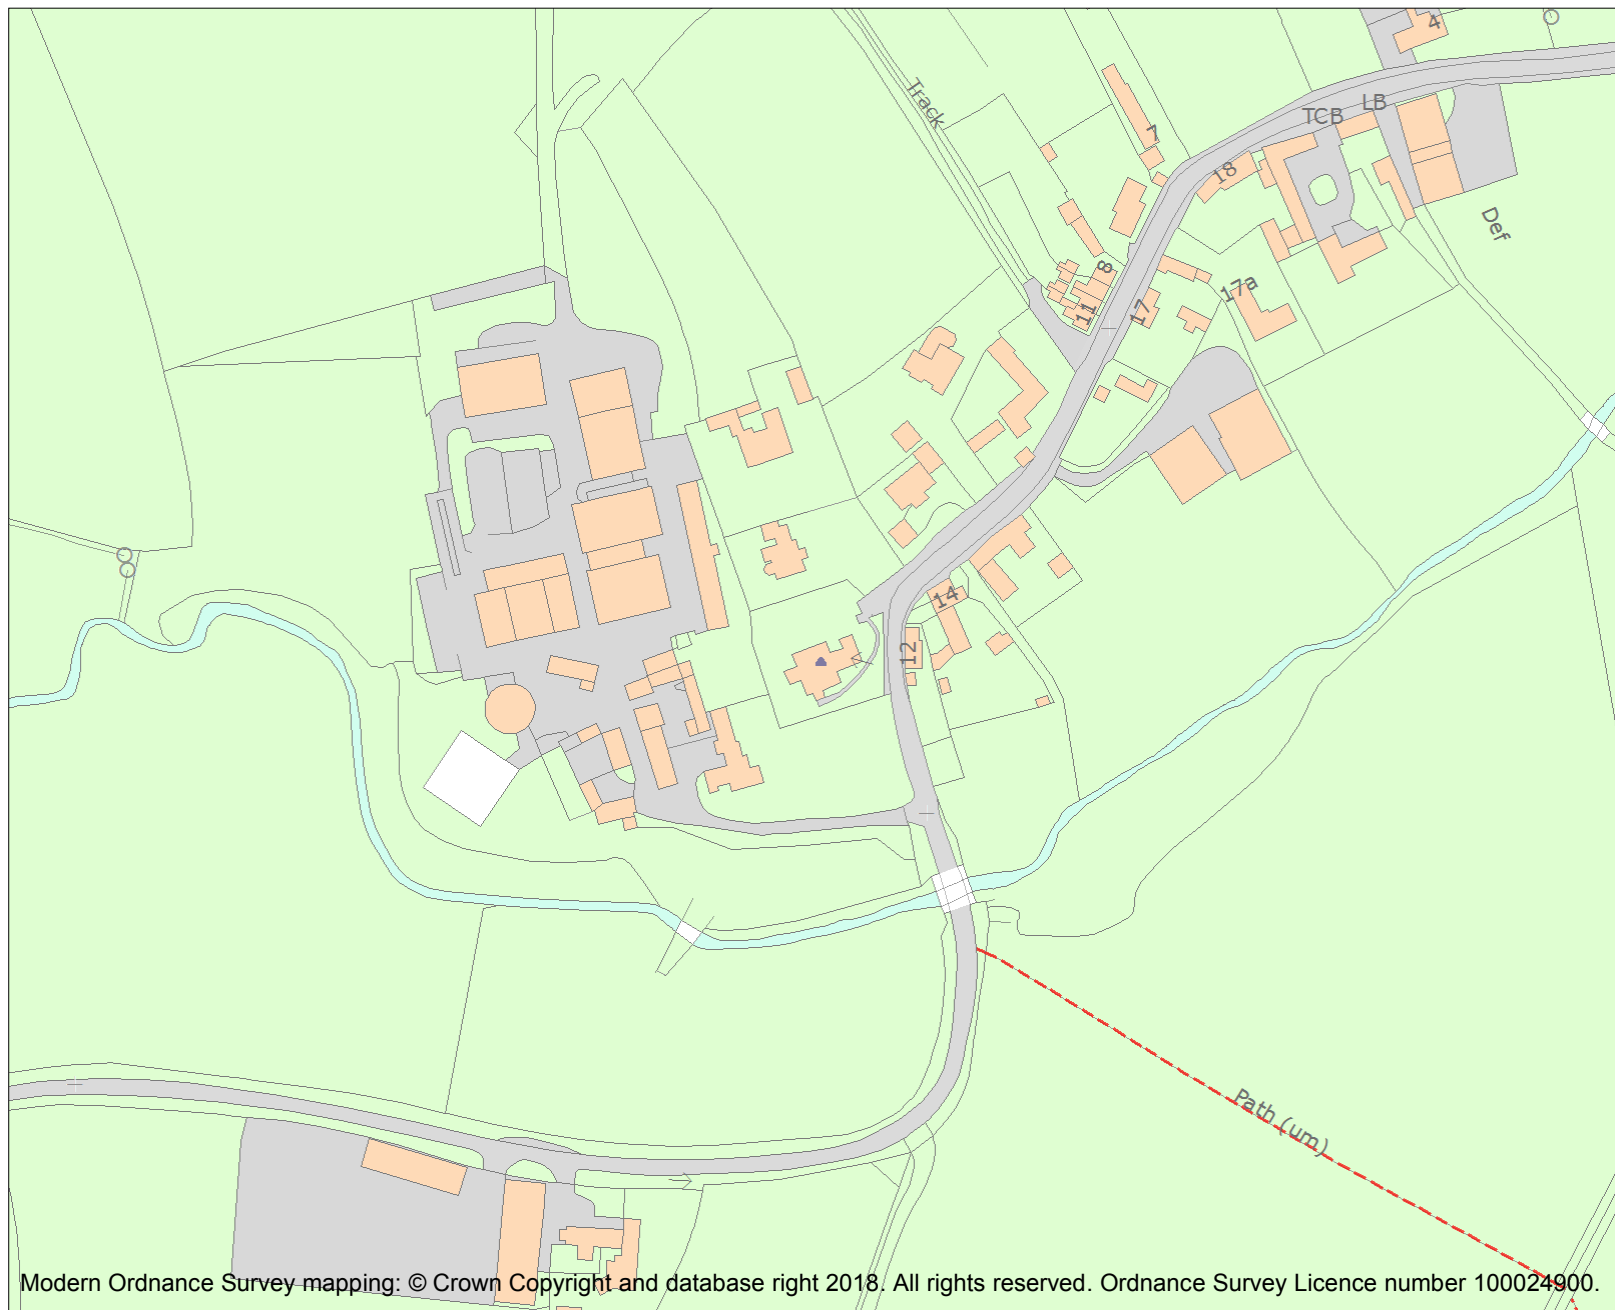 4
Track
LB
TCB
7
18
Def
8
17a
11
17
14
12
Path (um)
Modern Ordnance Survey mapping: © Crown Copyright and database right 2018. All rights reserved. Ordnance Survey Licence number 100024900.